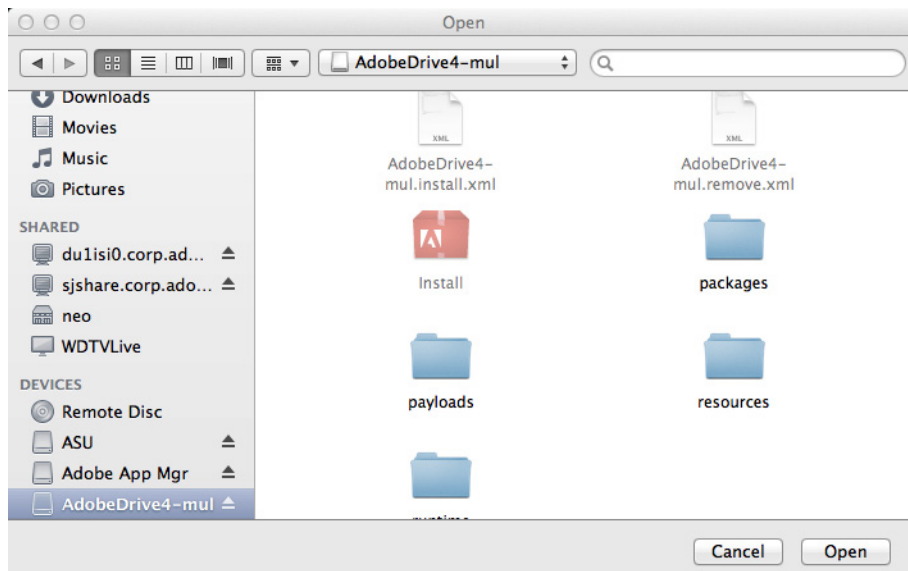 Open
AdobeDrive4-mul
Downloads
Movies
Music
Pictures
SHARED
du1isi0.corp.ad...
sjshare.corp.ado...
neo
WDTVLive
DEVICES
Remote Disc
ASU
Adobe App Mgr
AdobeDrive4-mul
XML
AdobeDrive4-
mul.install.xml
XML
AdobeDrive4-
mul.remove.xml
Install
packages
payloads
resources
runtime
Cancel
Open